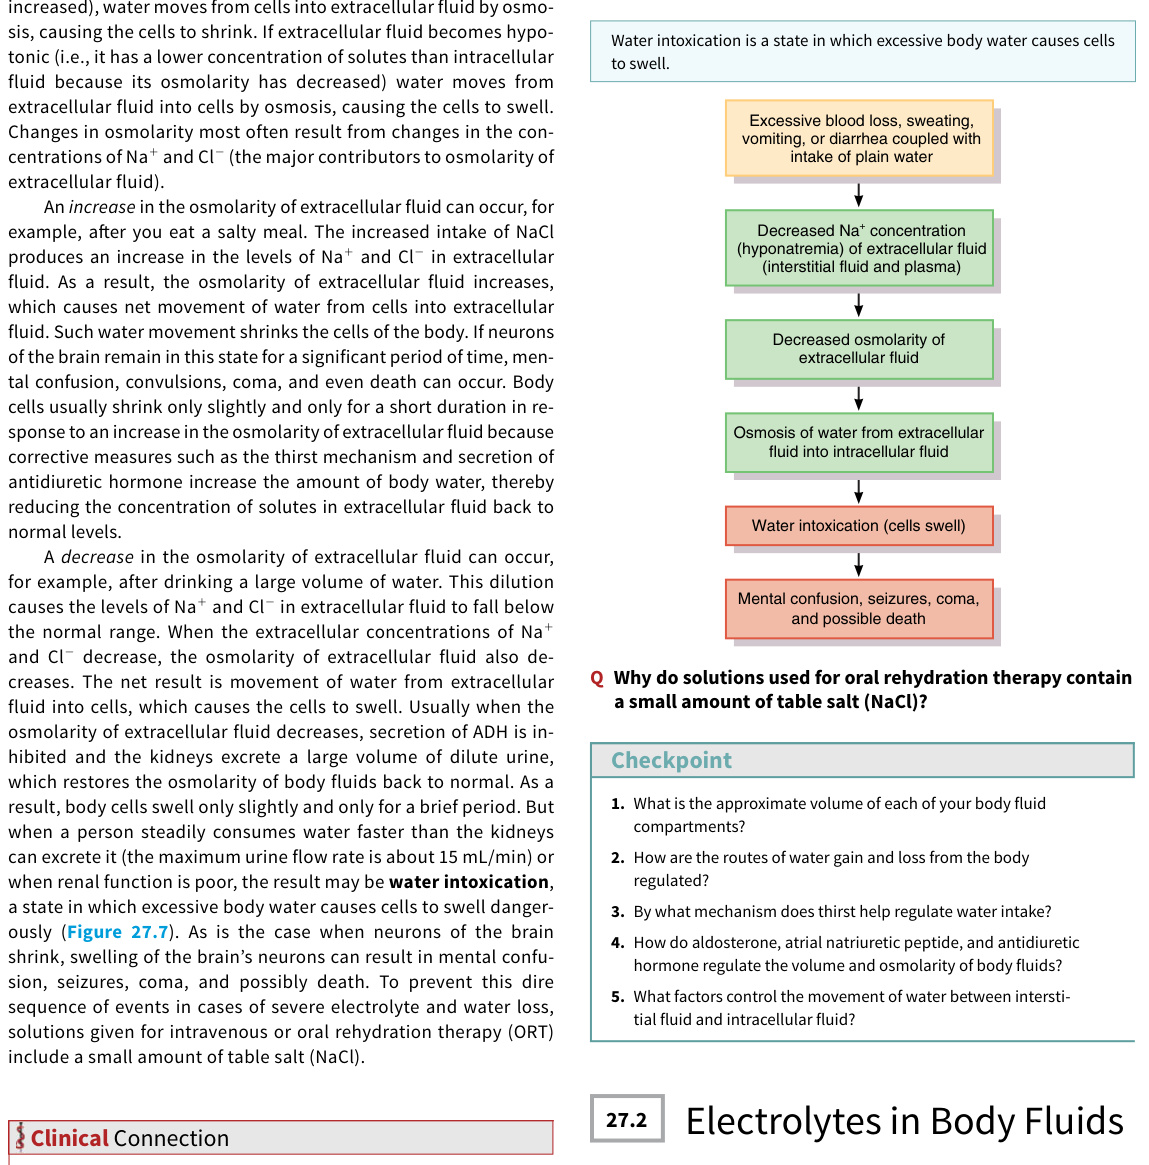 increased), water moves from cells into extracellular fluid by osmo-
sis, causing the cells to shrink. If extracellular fluid becomes hypo-
tonic (i.e., it has a lower concentration of solutes than intracellular
fluid because its osmolarity has decreased) water moves from
extracellular fluid into cells by osmosis, causing the cells to swell.
Changes in osmolarity most often result from changes in the con-
centrations of Na⁺ and Cl⁻ (the major contributors to osmolarity of
extracellular fluid).
An increase in the osmolarity of extracellular fluid can occur, for
example, after you eat a salty meal. The increased intake of NaCl
produces an increase in the levels of Na⁺ and Cl⁻ in extracellular
fluid. As a result, the osmolarity of extracellular fluid increases,
which causes net movement of water from cells into extracellular
fluid. Such water movement shrinks the cells of the body. If neurons
of the brain remain in this state for a significant period of time, men-
tal confusion, convulsions, coma, and even death can occur. Body
cells usually shrink only slightly and only for a short duration in re-
sponse to an increase in the osmolarity of extracellular fluid because
corrective measures such as the thirst mechanism and secretion of
antidiuretic hormone increase the amount of body water, thereby
reducing the concentration of solutes in extracellular fluid back to
normal levels.
A decrease in the osmolarity of extracellular fluid can occur,
for example, after drinking a large volume of water. This dilution
causes the levels of Na⁺ and Cl⁻ in extracellular fluid to fall below
the normal range. When the extracellular concentrations of Na⁺
and Cl⁻ decrease, the osmolarity of extracellular fluid also de-
creases. The net result is movement of water from extracellular
fluid into cells, which causes the cells to swell. Usually when the
osmolarity of extracellular fluid decreases, secretion of ADH is in-
hibited and the kidneys excrete a large volume of dilute urine,
which restores the osmolarity of body fluids back to normal. As a
result, body cells swell only slightly and only for a brief period. But
when a person steadily consumes water faster than the kidneys
can excrete it (the maximum urine flow rate is about 15 mL/min) or
when renal function is poor, the result may be water intoxication,
a state in which excessive body water causes cells to swell danger-
ously (Figure 27.7). As is the case when neurons of the brain
shrink, swelling of the brain's neurons can result in mental confu-
sion, seizures, coma, and possibly death. To prevent this dire
sequence of events in cases of severe electrolyte and water loss,
solutions given for intravenous or oral rehydration therapy (ORT)
include a small amount of table salt (NaCl).
Clinical Connection
Water intoxication is a state in which excessive body water causes cells
to swell.
Excessive blood loss, sweating,
vomiting, or diarrhea coupled with
intake of plain water
Decreased Na⁺ concentration
(hyponatremia) of extracellular fluid
(interstitial fluid and plasma)
Decreased osmolarity of
extracellular fluid
Osmosis of water from extracellular
fluid into intracellular fluid
Water intoxication (cells swell)
Mental confusion, seizures, coma,
and possible death
Q Why do solutions used for oral rehydration therapy contain
a small amount of table salt (NaCl)?
Checkpoint
1. What is the approximate volume of each of your body fluid
compartments?
2. How are the routes of water gain and loss from the body
regulated?
3. By what mechanism does thirst help regulate water intake?
4. How do aldosterone, atrial natriuretic peptide, and antidiuretic
hormone regulate the volume and osmolarity of body fluids?
5. What factors control the movement of water between intersti-
tial fluid and intracellular fluid?
27.2 Electrolytes in Body Fluids